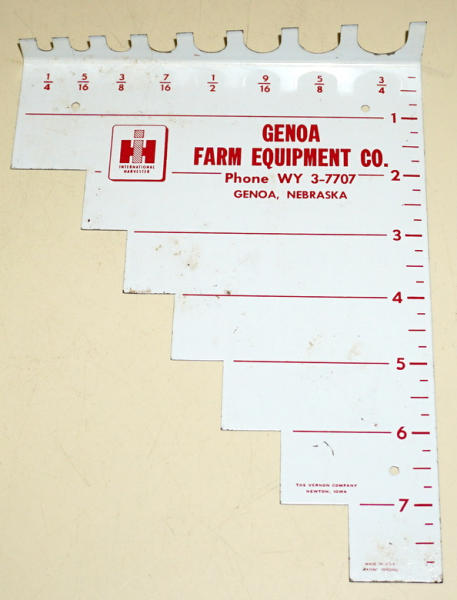 1/4 5/16 3/8 7/16 1/2 9/16 5/8 3/4
1
GENOA
FARM EQUIPMENT CO.
IH
INTERNATIONAL
HARVESTER
Phone WY 3-7707
2
GENOA, NEBRASKA
3
4
5
6
THE VERNON COMPANY
NEWTON, IOWA
7
MADE IN U.S.A.